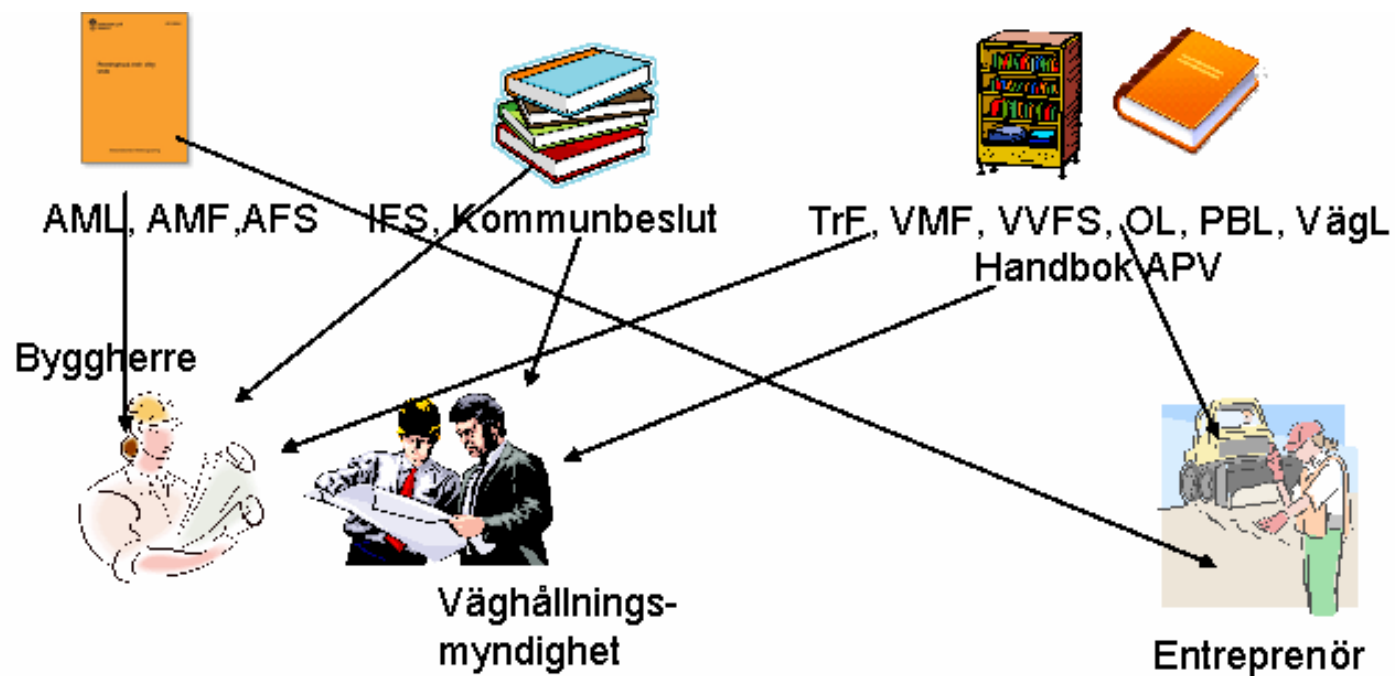 AML, AMF,AFS
IFS, Kommunbeslut
TrF, VMF, VVFS, OL, PBL, VägL
Handbok APV
Byggherre
Väghållnings-
myndighet
Entreprenör